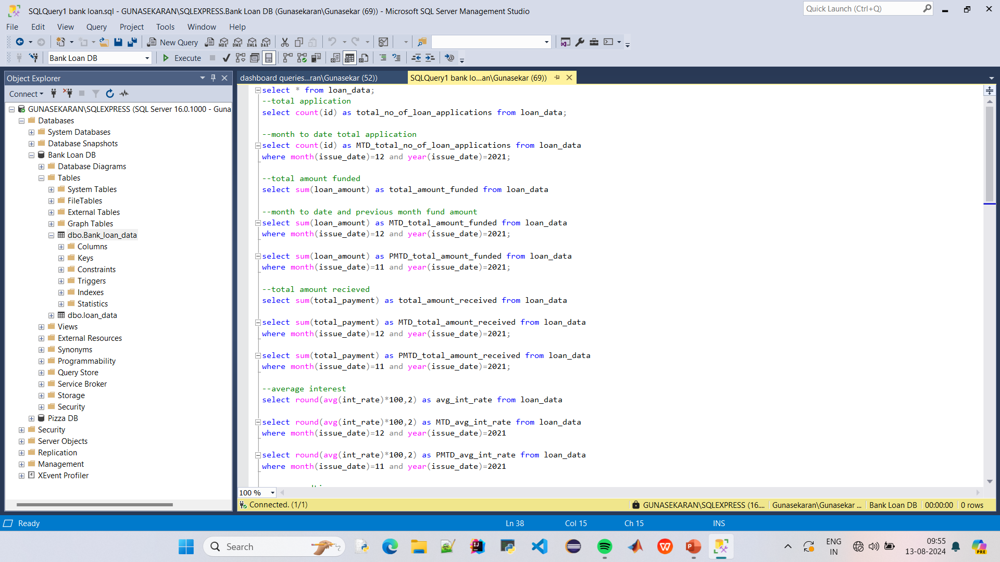 SQLQuery1 bank loan.sql - GUNASEKARAN\SQLEXPRESS.Bank Loan DB (Gunasekaran\Gunasekar (69)) - Microsoft SQL Server Management Studio
Quick Launch (Ctrl+Q)
File Edit View Query Project Tools Window Help
New Query MDX DMX XMLA DAX
Bank Loan DB Execute
Object Explorer
Connect
GUNASEKARAN\SQLEXPRESS (SQL Server 16.0.1000 - Guna
Databases
System Databases
Database Snapshots
Bank Loan DB
Database Diagrams
Tables
System Tables
FileTables
External Tables
Graph Tables
dbo.Bank_loan_data
Columns
Keys
Constraints
Triggers
Indexes
Statistics
dbo.loan_data
Views
External Resources
Synonyms
Programmability
Query Store
Service Broker
Storage
Security
Pizza DB
Security
Server Objects
Replication
Management
XEvent Profiler
dashboard queries...ran\Gunasekar (52)) SQLQuery1 bank lo...an\Gunasekar (69))
select * from loan_data;
--total application
select count(id) as total_no_of_loan_applications from loan_data;
--month to date total application
select count(id) as MTD_total_no_of_loan_applications from loan_data
where month(issue_date)=12 and year(issue_date)=2021;
--total amount funded
select sum(loan_amount) as total_amount_funded from loan_data
--month to date and previous month fund amount
select sum(loan_amount) as MTD_total_amount_funded from loan_data
where month(issue_date)=12 and year(issue_date)=2021;
select sum(loan_amount) as PMTD_total_amount_funded from loan_data
where month(issue_date)=11 and year(issue_date)=2021;
--total amount recieved
select sum(total_payment) as total_amount_received from loan_data
select sum(total_payment) as MTD_total_amount_received from loan_data
where month(issue_date)=12 and year(issue_date)=2021;
select sum(total_payment) as PMTD_total_amount_received from loan_data
where month(issue_date)=11 and year(issue_date)=2021;
--average interest
select round(avg(int_rate)*100,2) as avg_int_rate from loan_data
select round(avg(int_rate)*100,2) as MTD_avg_int_rate from loan_data
where month(issue_date)=12 and year(issue_date)=2021
select round(avg(int_rate)*100,2) as PMTD_avg_int_rate from loan_data
where month(issue_date)=11 and year(issue_date)=2021
100 %
Connected. (1/1) GUNASEKARAN\SQLEXPRESS (16.... Gunasekaran\Gunasekar ... Bank Loan DB 00:00:00 0 rows
Ready Ln 38 Col 15 Ch 15 INS
Search
ENG
IN
09:55
13-08-2024
PRE